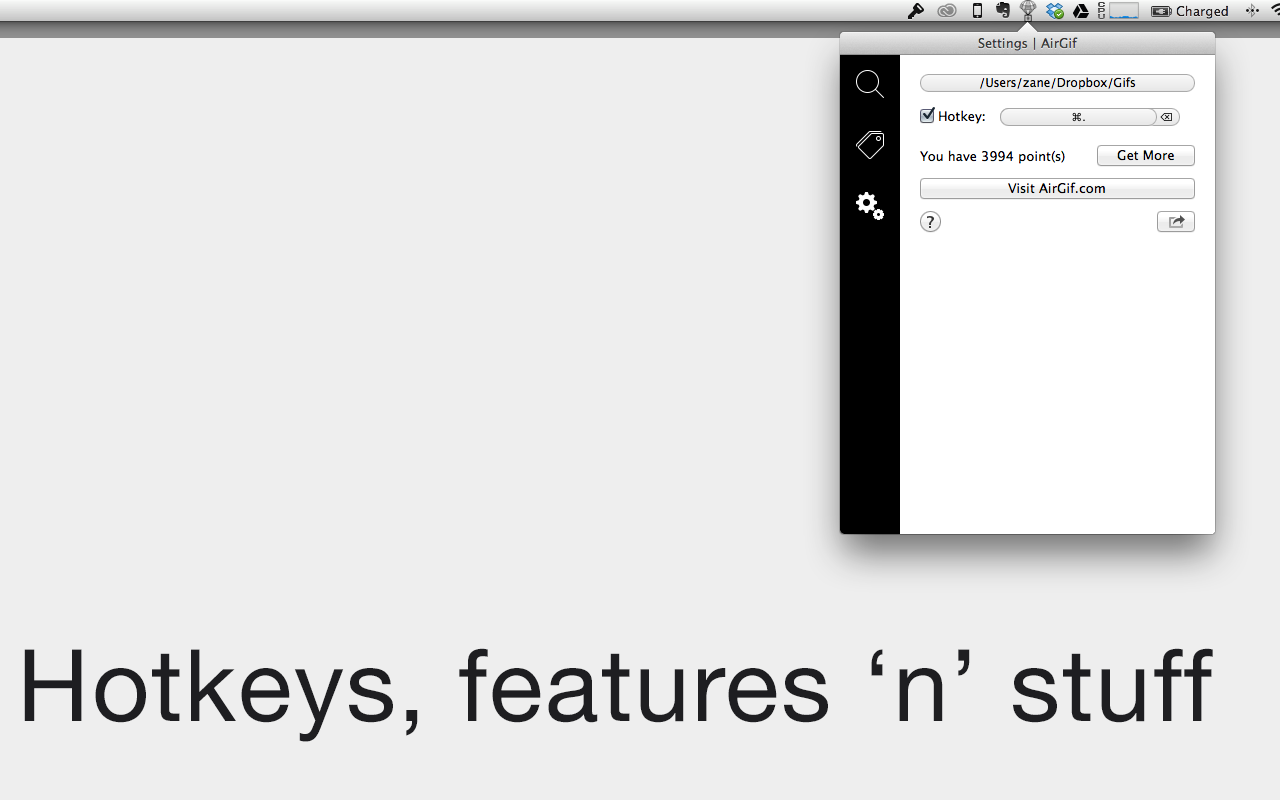 CPU
Charged
Settings | AirGif
/Users/zane/Dropbox/Gifs
Hotkey:
⌘.
You have 3994 point(s)
Get More
Visit AirGif.com
?
Hotkeys, features ‘n’ stuff